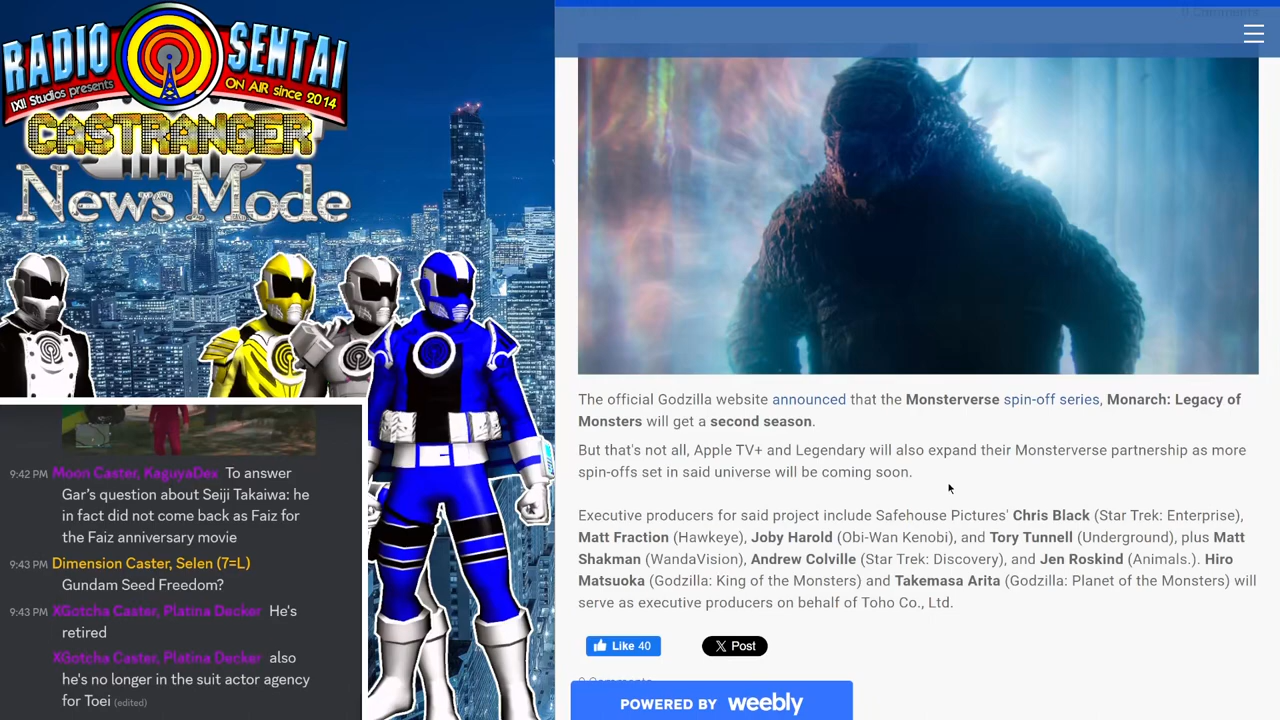 RADIO SENTAI
IXII Studios presents
ON AIR since 2014
CASTRANGER
News Mode
9:42 PM Moon Caster, KaguyaDex To answer
Gar's question about Seiji Takaiwa: he
in fact did not come back as Faiz for
the Faiz anniversary movie
9:43 PM Dimension Caster, Selen (7=L)
Gundam Seed Freedom?
9:43 PM XGotcha Caster, Platina Decker He's
retired
XGotcha Caster, Platina Decker also
he's no longer in the suit actor agency
for Toei (edited)
0 Comments
The official Godzilla website announced that the Monsterverse spin-off series, Monarch: Legacy of
Monsters will get a second season.
But that's not all, Apple TV+ and Legendary will also expand their Monsterverse partnership as more
spin-offs set in said universe will be coming soon.
Executive producers for said project include Safehouse Pictures' Chris Black (Star Trek: Enterprise),
Matt Fraction (Hawkeye), Joby Harold (Obi-Wan Kenobi), and Tory Tunnell (Underground), plus Matt
Shakman (WandaVision), Andrew Colville (Star Trek: Discovery), and Jen Roskind (Animals.). Hiro
Matsuoka (Godzilla: King of the Monsters) and Takemasa Arita (Godzilla: Planet of the Monsters) will
serve as executive producers on behalf of Toho Co., Ltd.
Like 40
X Post
0 Comments
POWERED BY weebly